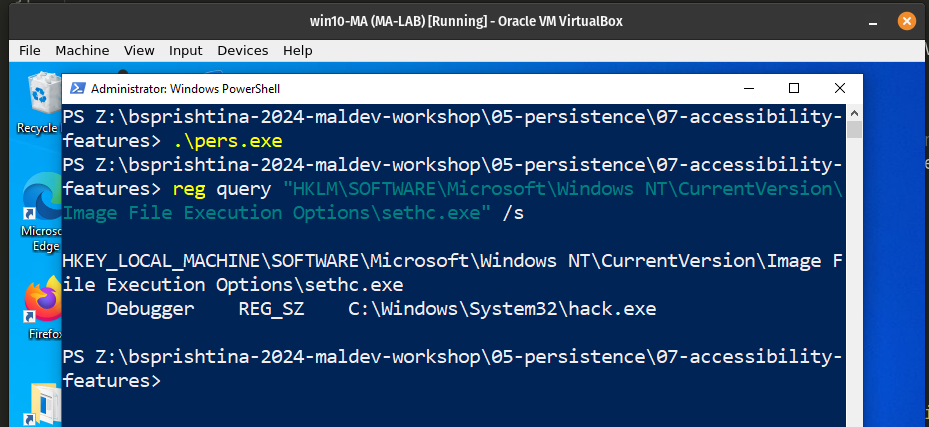 win10-MA (MA-LAB) [Running] - Oracle VM VirtualBox
File Machine View Input Devices Help
Administrator: Windows PowerShell
Recycle
Microso
Edge
Firefox
PS Z:\bsprishtina-2024-maldev-workshop\05-persistence\07-accessibility-
features> .\pers.exe
PS Z:\bsprishtina-2024-maldev-workshop\05-persistence\07-accessibility-
features> reg query "HKLM\SOFTWARE\Microsoft\Windows NT\CurrentVersion\
Image File Execution Options\sethc.exe" /s
HKEY_LOCAL_MACHINE\SOFTWARE\Microsoft\Windows NT\CurrentVersion\Image F
ile Execution Options\sethc.exe
Debugger REG_SZ C:\Windows\System32\hack.exe
PS Z:\bsprishtina-2024-maldev-workshop\05-persistence\07-accessibility-
features>